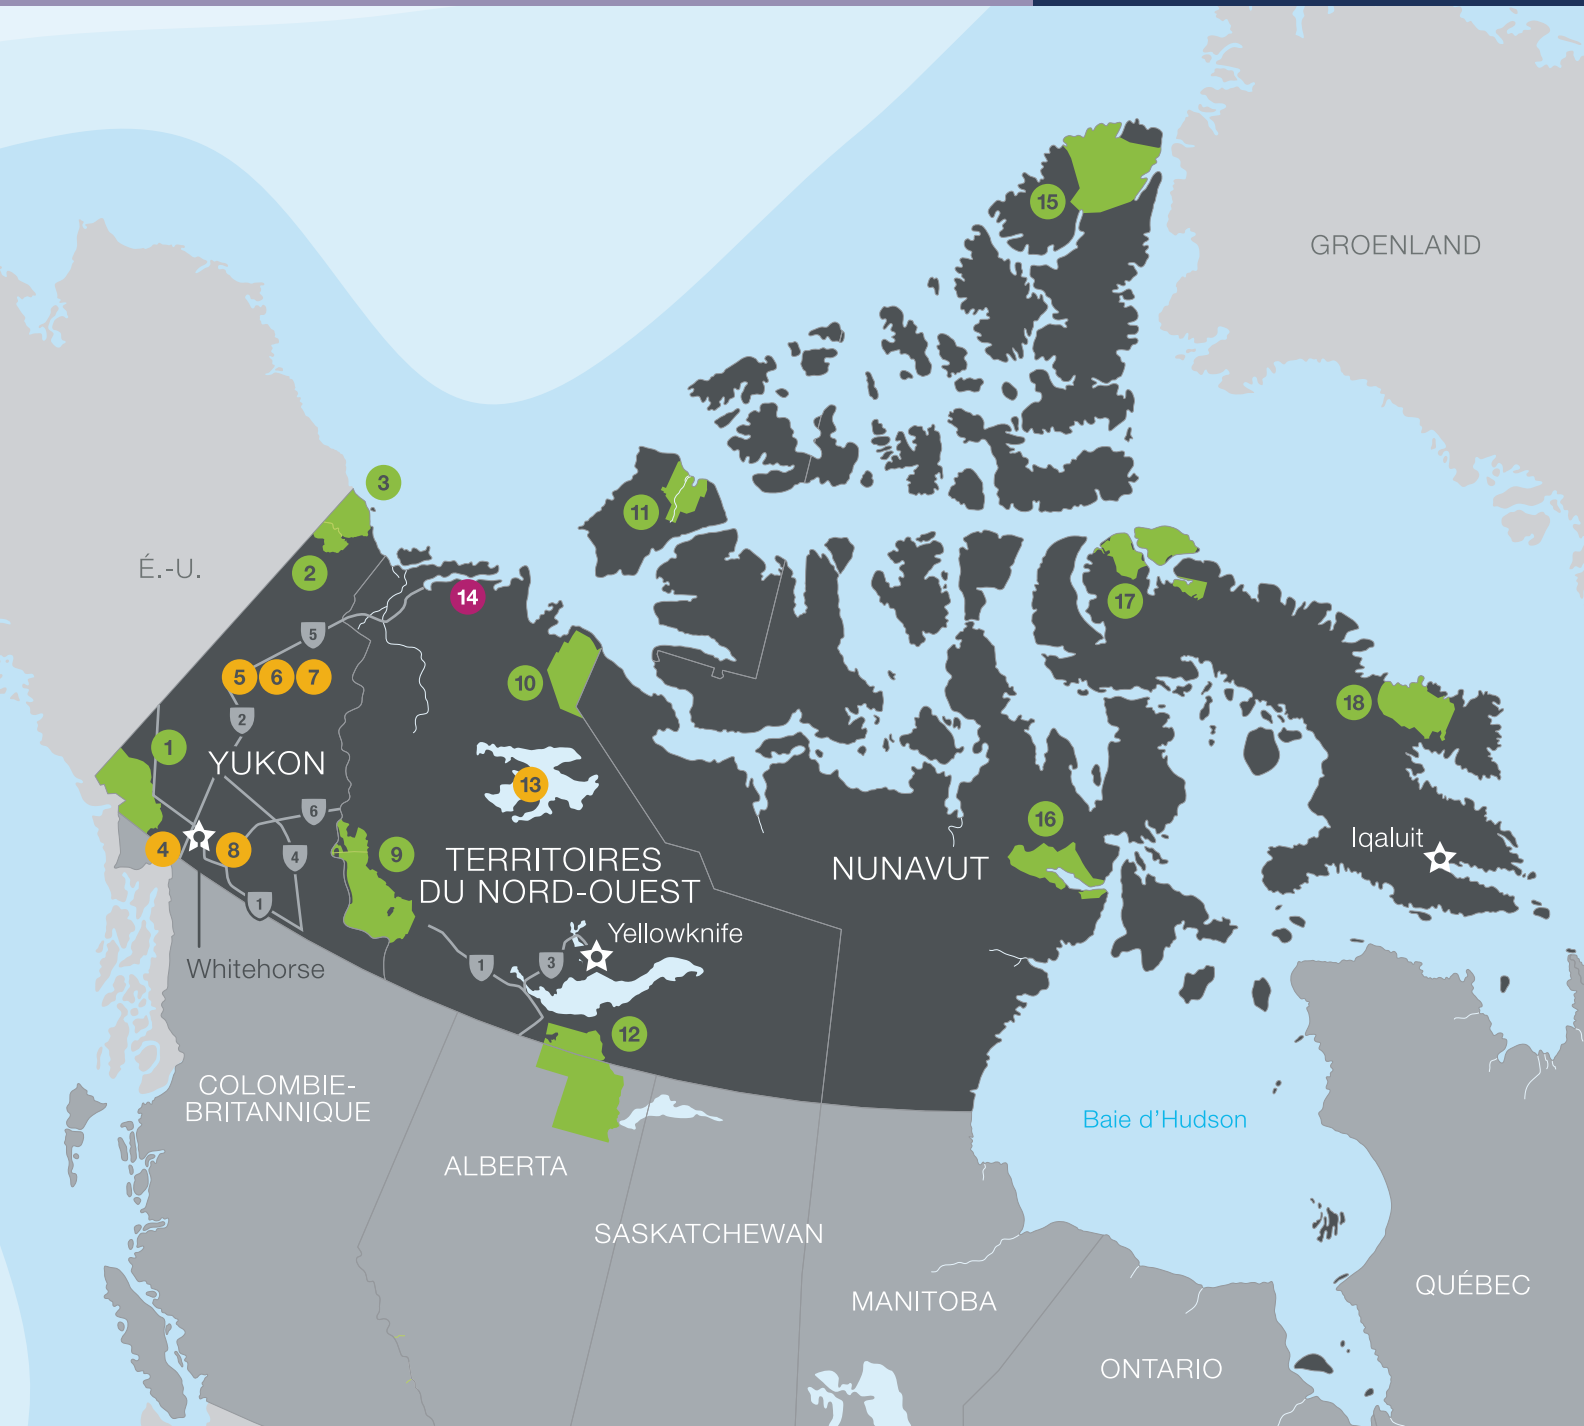 15
GROENLAND
3
11
É.-U.
2
14
17
5
5 6 7
10
18
2
1
YUKON
13
6
16
4
8
4
9
TERRITOIRES
DU NORD-OUEST
NUNAVUT
Iqaluit
1
Yellowknife
1
3
Whitehorse
12
COLOMBIE-
BRITANNIQUE
Baie d'Hudson
ALBERTA
SASKATCHEWAN
MANITOBA
QUÉBEC
ONTARIO